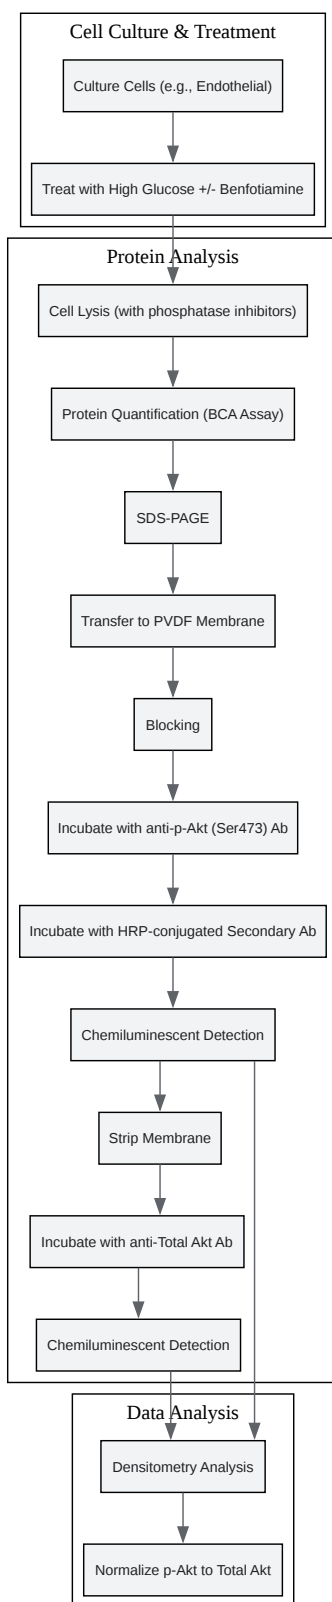 Cell Culture & Treatment
Culture Cells (e.g., Endothelial)
Treat with High Glucose +/- Benfotiamine
Protein Analysis
Cell Lysis (with phosphatase inhibitors)
Protein Quantification (BCA Assay)
SDS-PAGE
Transfer to PVDF Membrane
Blocking
Incubate with anti-p-Akt (Ser473) Ab
Incubate with HRP-conjugated Secondary Ab
Chemiluminescent Detection
Strip Membrane
Incubate with anti-Total Akt Ab
Chemiluminescent Detection
Data Analysis
Densitometry Analysis
Normalize p-Akt to Total Akt